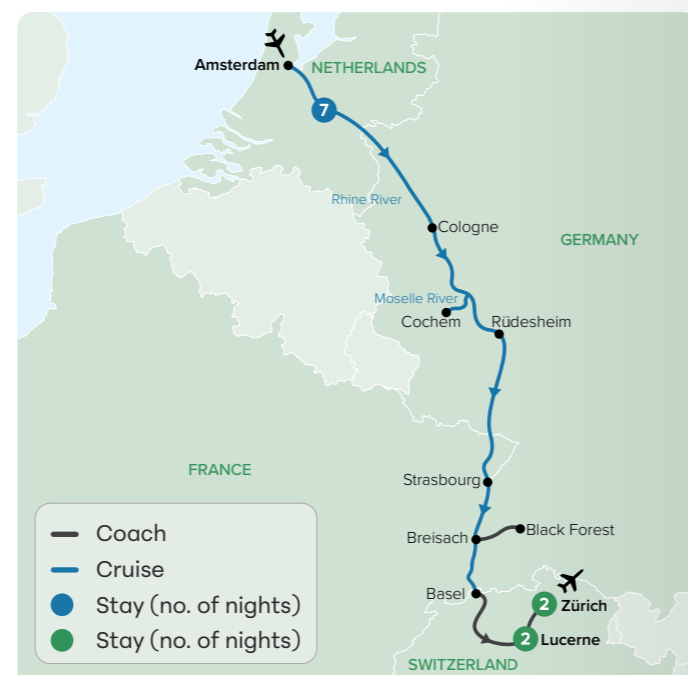 Amsterdam
NETHERLANDS
7
Rhine River
Cologne
GERMANY
Moselle River
Cochem
Rüdesheim
FRANCE
Strasbourg
Coach
Breisach
Black Forest
Cruise
Basel
Stay (no. of nights)
2
Zürich
Stay (no. of nights)
2
Lucerne
SWITZERLAND